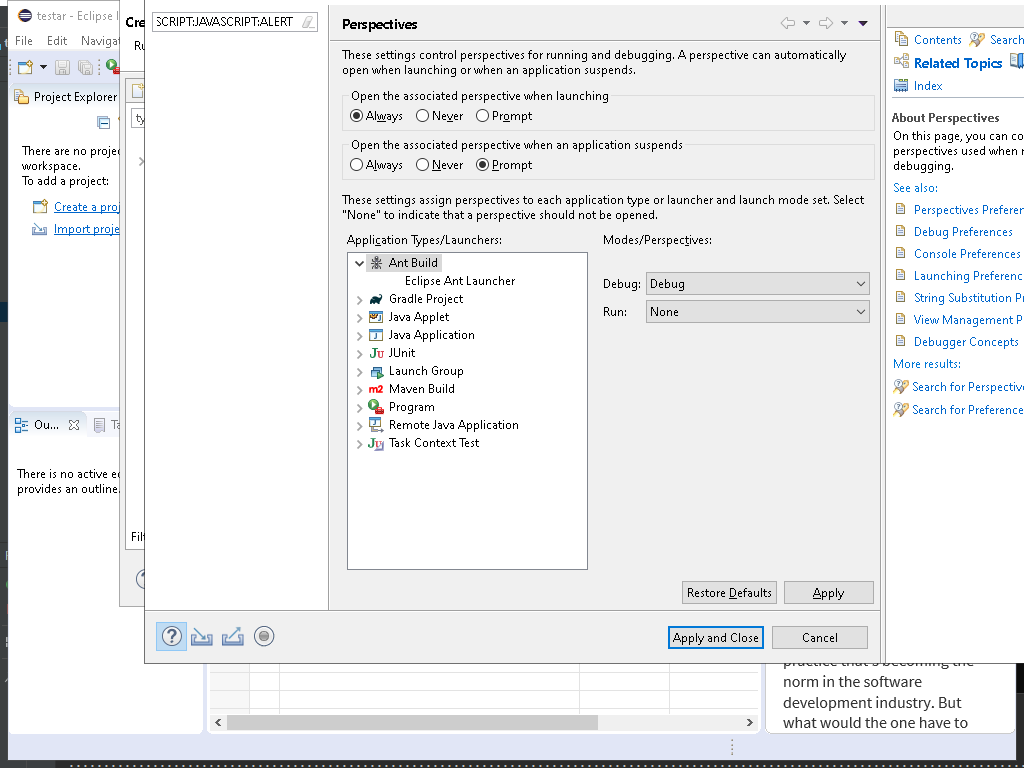 testar - Eclipse I
File Edit Naviga
Project Explorer
There are no proje
workspace.
To add a project:
Create a proj
Import proje
Ou...
Ta
There is no active ed
provides an outline.
Cre
Ru
ty
Filt
SCRIPT:JAVASCRIPT:ALERT
Perspectives
These settings control perspectives for running and debugging. A perspective can automatically
open when launching or when an application suspends.
Open the associated perspective when launching
Always Never Prompt
Open the associated perspective when an application suspends
Always Never Prompt
These settings assign perspectives to each application type or launcher and launch mode set. Select
"None" to indicate that a perspective should not be opened.
Application Types/Launchers:
Ant Build
Eclipse Ant Launcher
Gradle Project
Java Applet
Java Application
JUnit
Launch Group
Maven Build
Program
Remote Java Application
Task Context Test
Modes/Perspectives:
Debug: Debug
Run: None
Restore Defaults Apply
Apply and Close Cancel
Contents Search
Related Topics
Index
About Perspectives
On this page, you can co
perspectives used when r
debugging.
See also:
Perspectives Preferen
Debug Preferences
Console Preferences
Launching Preferenc
String Substitution Pr
View Management P
Debugger Concepts
More results:
Search for Perspective
Search for Preference
practice that's becoming the
norm in the software
development industry. But
what would the one have to